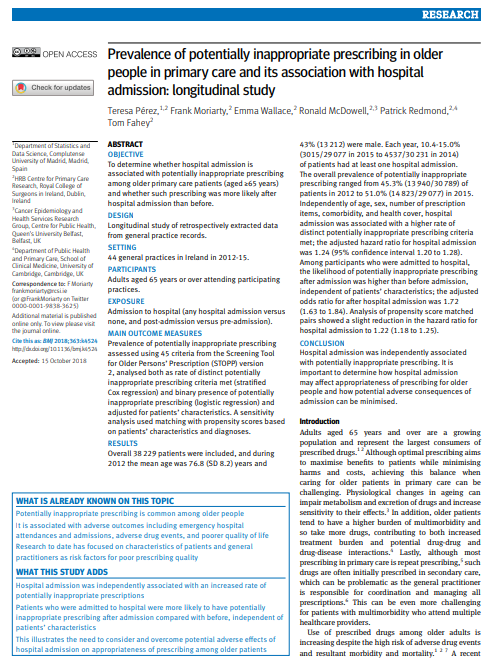 RESEARCH
OPEN ACCESS
Check for updates
Prevalence of potentially inappropriate prescribing in older
people in primary care and its association with hospital
admission: longitudinal study
Teresa Pérez,1,2 Frank Moriarty,2 Emma Wallace,2 Ronald McDowell,2,3 Patrick Redmond,2,4
Tom Fahey2
1Department of Statistics and
Data Science, Complutense
University of Madrid, Madrid,
Spain
2HRB Centre for Primary Care
Research, Royal College of
Surgeons in Ireland, Dublin,
Ireland
3Cancer Epidemiology and
Health Services Research
Group, Centre for Public Health,
Queen's University Belfast,
Belfast, UK
4Department of Public Health
and Primary Care, School of
Clinical Medicine, University of
Cambridge, Cambridge, UK
Correspondence to: F Moriarty
frankmoriarty@rcsi.ie
(or @FrankMoriarty on Twitter
0000-0001-9838-3625)
Additional material is published
online only. To view please visit
the journal online.
Cite this as: BMJ 2018;363:k4524
http://dx.doi.org/10.1136/bmj.k4524
Accepted: 15 October 2018
ABSTRACT
OBJECTIVE
To determine whether hospital admission is
associated with potentially inappropriate prescribing
among older primary care patients (aged ≥65 years)
and whether such prescribing was more likely after
hospital admission than before.
DESIGN
Longitudinal study of retrospectively extracted data
from general practice records.
SETTING
44 general practices in Ireland in 2012-15.
PARTICIPANTS
Adults aged 65 years or over attending participating
practices.
EXPOSURE
Admission to hospital (any hospital admission versus
none, and post-admission versus pre-admission).
MAIN OUTCOME MEASURES
Prevalence of potentially inappropriate prescribing
assessed using 45 criteria from the Screening Tool
for Older Persons' Prescription (STOPP) version
2, analysed both as rate of distinct potentially
inappropriate prescribing criteria met (stratified
Cox regression) and binary presence of potentially
inappropriate prescribing (logistic regression) and
adjusted for patients' characteristics. A sensitivity
analysis used matching with propensity scores based
on patients' characteristics and diagnoses.
RESULTS
Overall 38 229 patients were included, and during
2012 the mean age was 76.8 (SD 8.2) years and
43% (13 212) were male. Each year, 10.4-15.0%
(3015/29 077 in 2015 to 4537/30 231 in 2014)
of patients had at least one hospital admission.
The overall prevalence of potentially inappropriate
prescribing ranged from 45.3% (13 940/30 789) of
patients in 2012 to 51.0% (14 823/29 077) in 2015.
Independently of age, sex, number of prescription
items, comorbidity, and health cover, hospital
admission was associated with a higher rate of
distinct potentially inappropriate prescribing criteria
met; the adjusted hazard ratio for hospital admission
was 1.24 (95% confidence interval 1.20 to 1.28).
Among participants who were admitted to hospital,
the likelihood of potentially inappropriate prescribing
after admission was higher than before admission,
independent of patients' characteristics; the adjusted
odds ratio for after hospital admission was 1.72
(1.63 to 1.84). Analysis of propensity score matched
pairs showed a slight reduction in the hazard ratio for
hospital admission to 1.22 (1.18 to 1.25).
CONCLUSION
Hospital admission was independently associated
with potentially inappropriate prescribing. It is
important to determine how hospital admission
may affect appropriateness of prescribing for older
people and how potential adverse consequences of
admission can be minimised.
Introduction
Adults aged 65 years and over are a growing
population and represent the largest consumers of
prescribed drugs.1 2 Although optimal prescribing aims
to maximise benefits to patients while minimising
harms and costs, achieving this balance when
caring for older patients in primary care can be
challenging. Physiological changes in ageing can
impair metabolism and excretion of drugs and increase
sensitivity to their effects.3 In addition, older patients
tend to have a higher burden of multimorbidity and
so take more drugs, contributing to both increased
treatment burden and potential drug-drug and
drug-disease interactions.4 Lastly, although most
prescribing in primary care is repeat prescribing,5 such
drugs are often initially prescribed in secondary care,
which can be problematic as the general practitioner
is responsible for coordination and managing all
prescriptions.6 This can be even more challenging
for patients with multimorbidity who attend multiple
healthcare providers.
Use of prescribed drugs among older adults is
increasing despite the high risk of adverse drug events
and resultant morbidity and mortality.1 2 7 A recent
WHAT IS ALREADY KNOWN ON THIS TOPIC
Potentially inappropriate prescribing is common among older people
It is associated with adverse outcomes including emergency hospital
attendances and admissions, adverse drug events, and poorer quality of life
Research to date has focused on characteristics of patients and general
practitioners as risk factors for poor prescribing quality
WHAT THIS STUDY ADDS
Hospital admission was independently associated with an increased rate of
potentially inappropriate prescriptions
Patients who were admitted to hospital were more likely to have potentially
inappropriate prescribing after admission compared with before, independent of
patients' characteristics
This illustrates the need to consider and overcome potential adverse effects of
hospital admission on appropriateness of prescribing among older patients